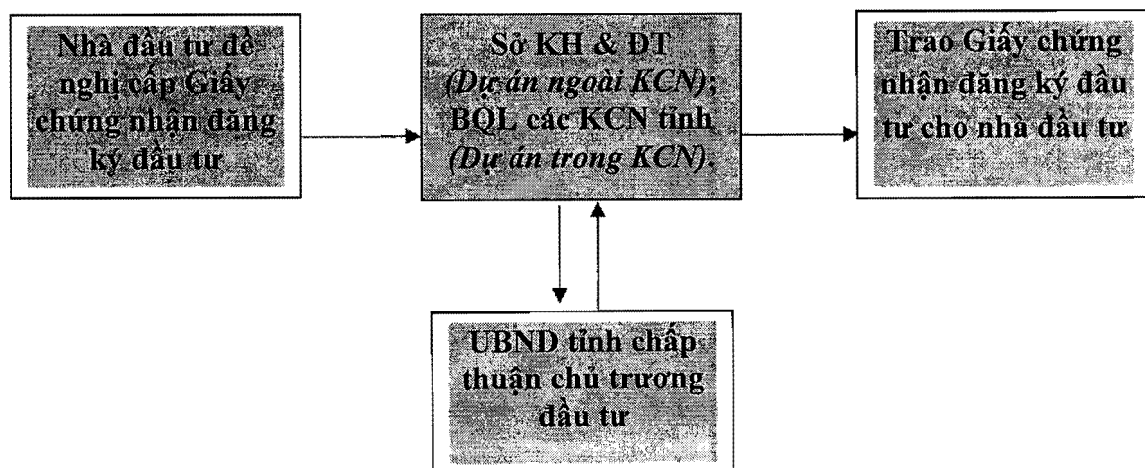 Nhà đầu tư đề
nghị cấp Giấy
chứng nhận đăng
ký đầu tư
Sở KH & ĐT
(Dự án ngoài KCN);
BQL các KCN tỉnh
(Dự án trong KCN).
Trao Giấy chứng
nhận đăng ký đầu
tư cho nhà đầu tư
UBND tỉnh chấp
thuận chủ trương
đầu tư